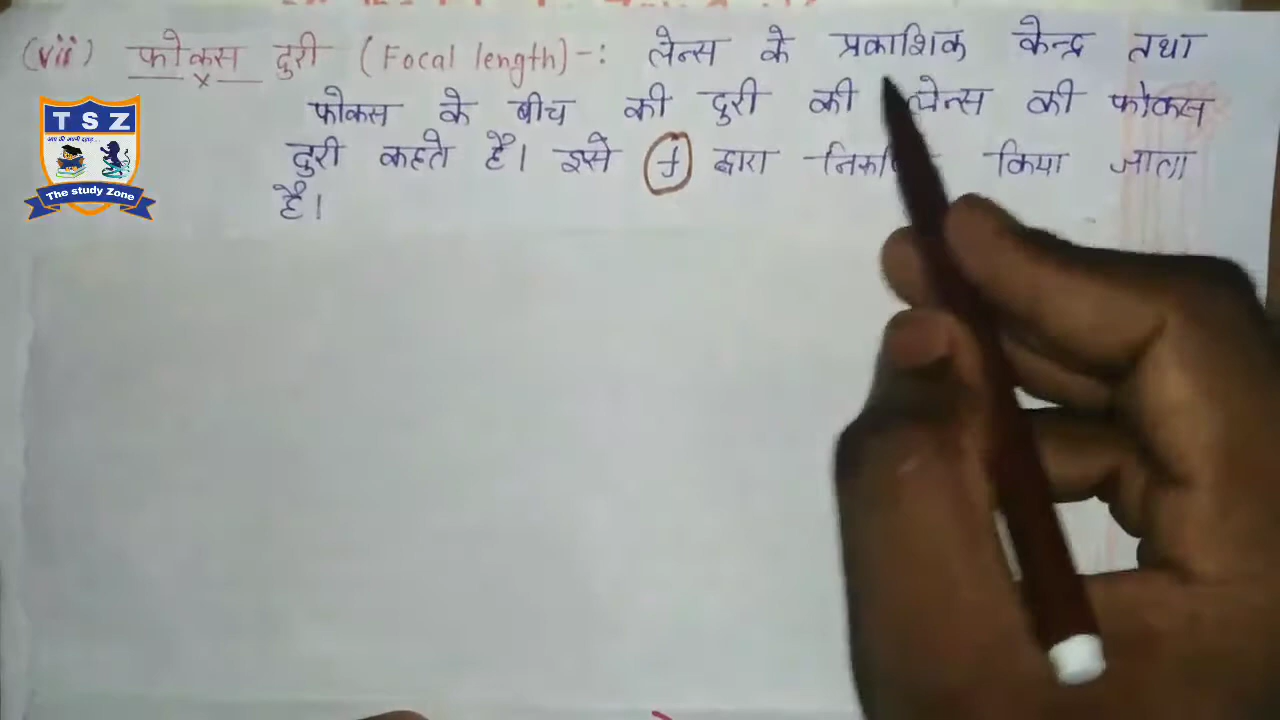 (vii) फोकस दुरी (Focal length) -: लेन्स के प्रकाशिक केन्द्र तथा
फोकस के बीच की दुरी की लेन्स की फोकस
दुरी कहते हैं। इसे f द्वारा किया जाता
है।
TSZ
The study Zone